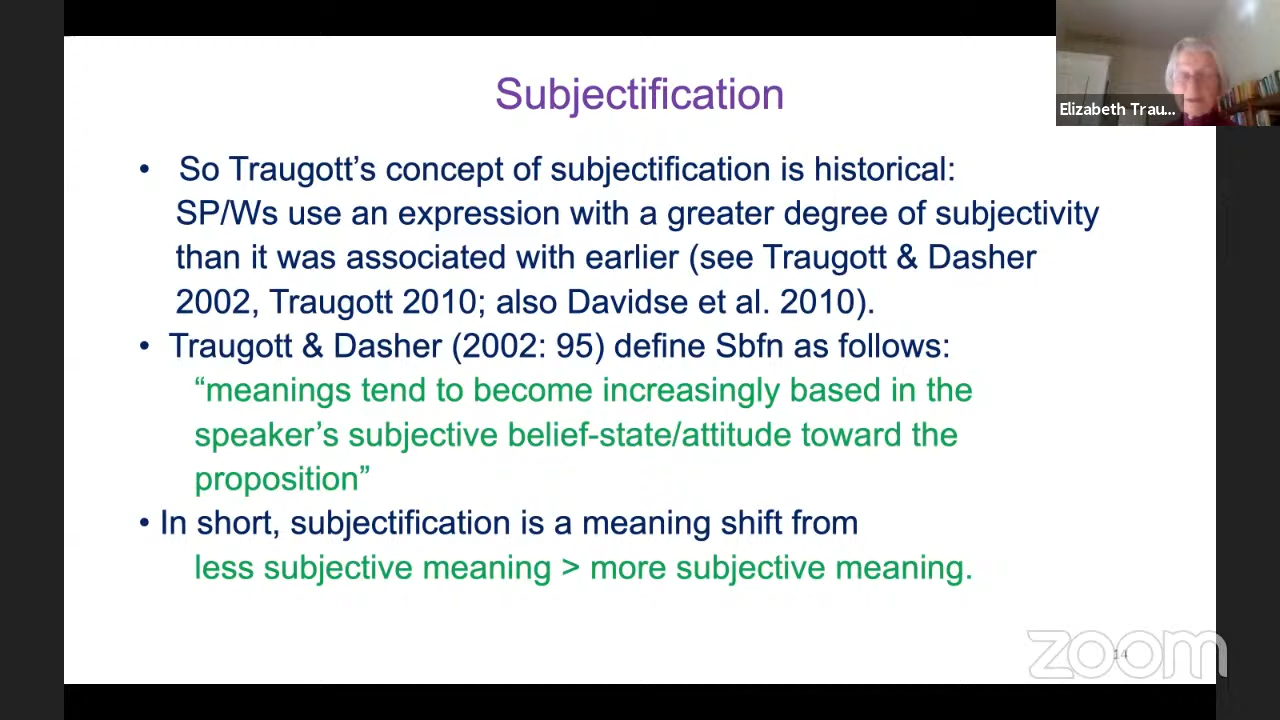 Subjectification
Elizabeth Trau...
• So Traugott’s concept of subjectification is historical:
SP/Ws use an expression with a greater degree of subjectivity
than it was associated with earlier (see Traugott & Dasher
2002, Traugott 2010; also Davidse et al. 2010).
• Traugott & Dasher (2002: 95) define Sbfn as follows:
“meanings tend to become increasingly based in the
speaker’s subjective belief-state/attitude toward the
proposition”
• In short, subjectification is a meaning shift from
less subjective meaning > more subjective meaning.
zoom
14